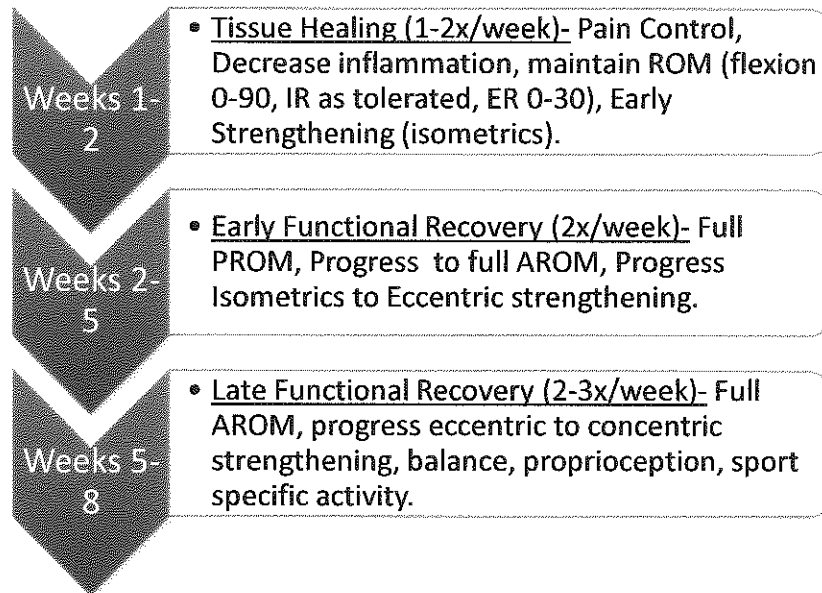 Weeks 1-
2
• Tissue Healing (1-2x/week)- Pain Control,
Decrease inflammation, maintain ROM (flexion
0-90, IR as tolerated, ER 0-30), Early
Strengthening (isometrics).
Weeks 2-
5
• Early Functional Recovery (2x/week)- Full
PROM, Progress to full AROM, Progress
Isometrics to Eccentric strengthening.
Weeks 5-
8
• Late Functional Recovery (2-3x/week)- Full
AROM, progress eccentric to concentric
strengthening, balance, proprioception, sport
specific activity.